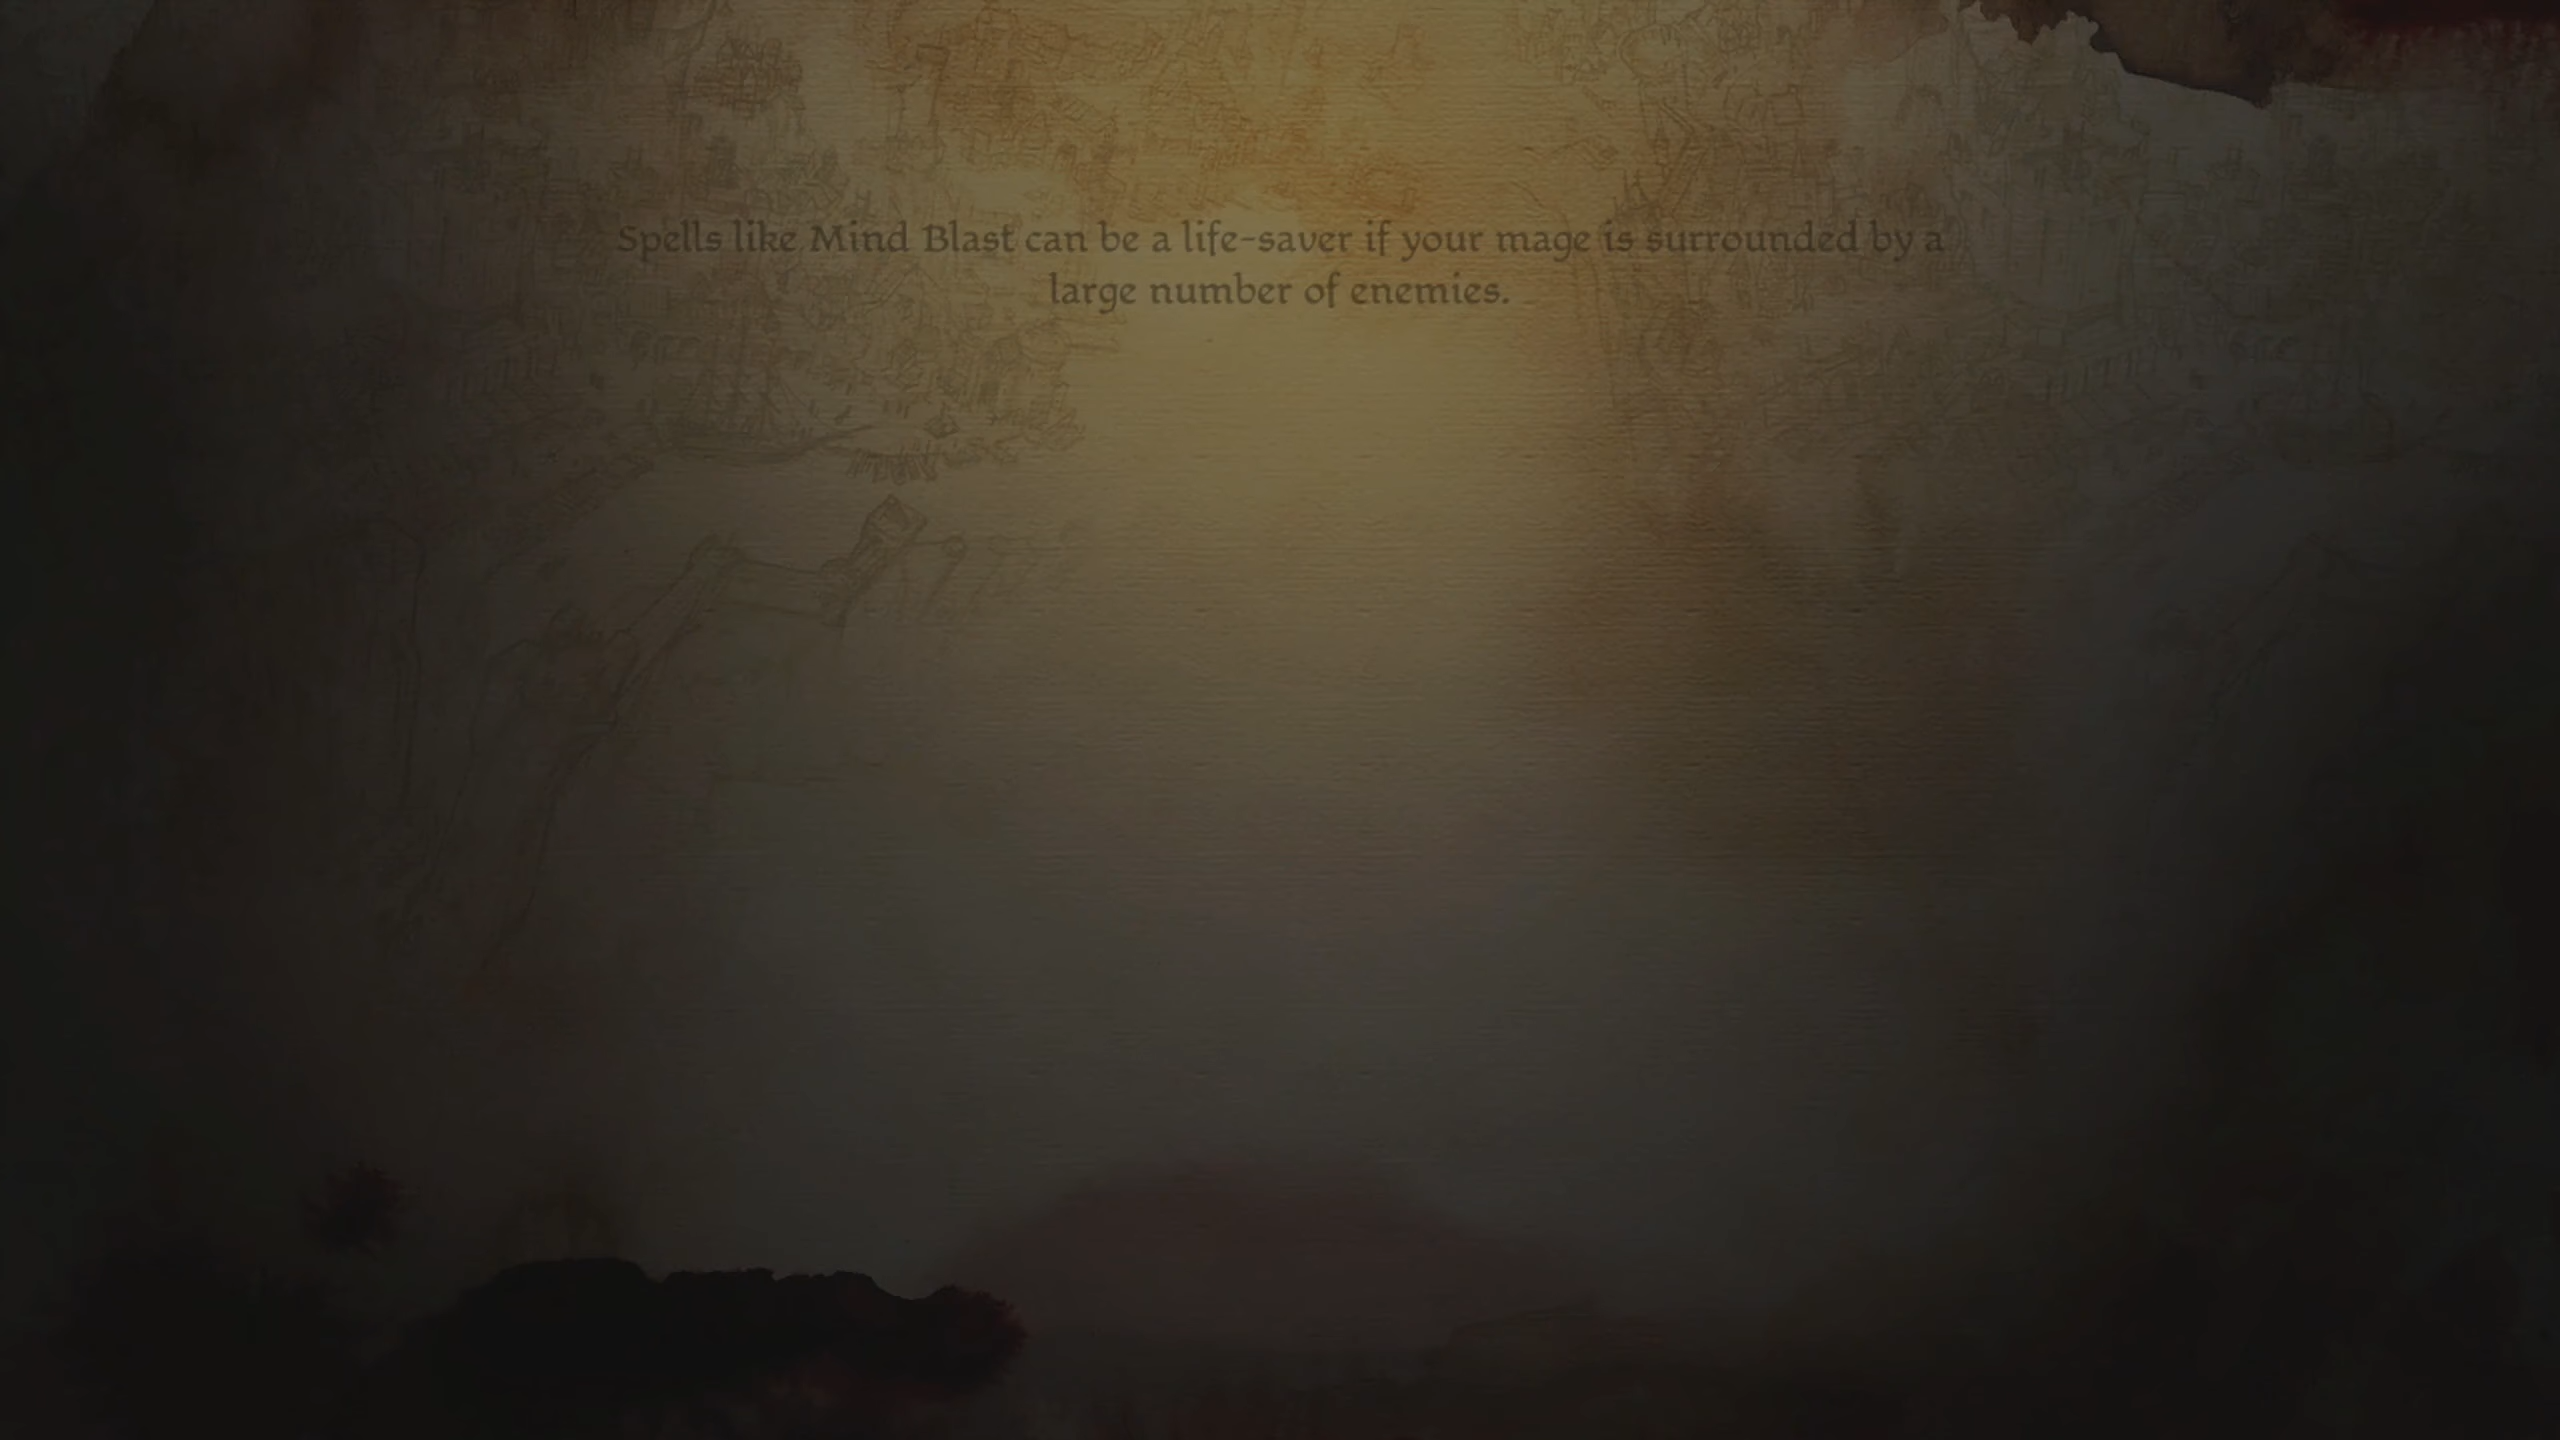 Spells like Mind Blast can be a life-saver if your mage is surrounded by a
large number of enemies.